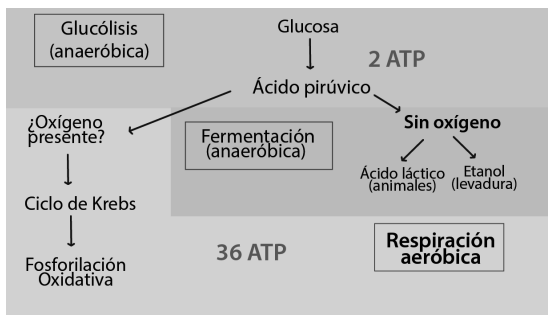 Glucólisis
(anaeróbica)
Glucosa
2 ATP
Ácido pirúvico
¿Oxígeno
presente?
Fermentación
(anaeróbica)
Sin oxígeno
Ácido láctico
(animales)
Etanol
(levadura)
Ciclo de Krebs
Fosforilación
Oxidativa
36 ATP
Respiración
aeróbica